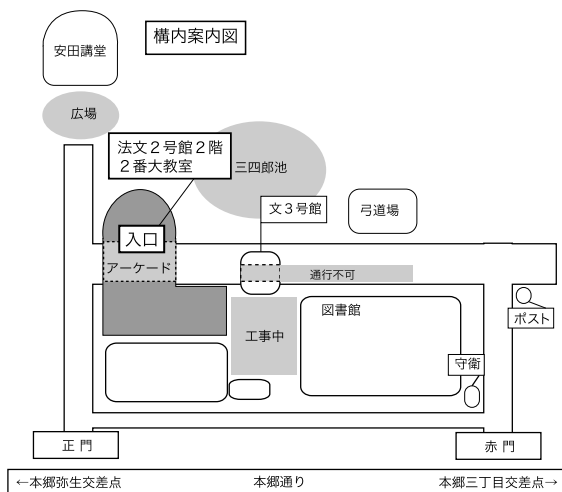 安田講堂
構内案内図
広場
法文２号館２階
２番大教室
三四郎池
文３号館
弓道場
入口
アーケード
通行不可
図書館
ポスト
工事中
守衛
正 門
赤 門
←本郷弥生交差点
本郷通り
本郷三丁目交差点→